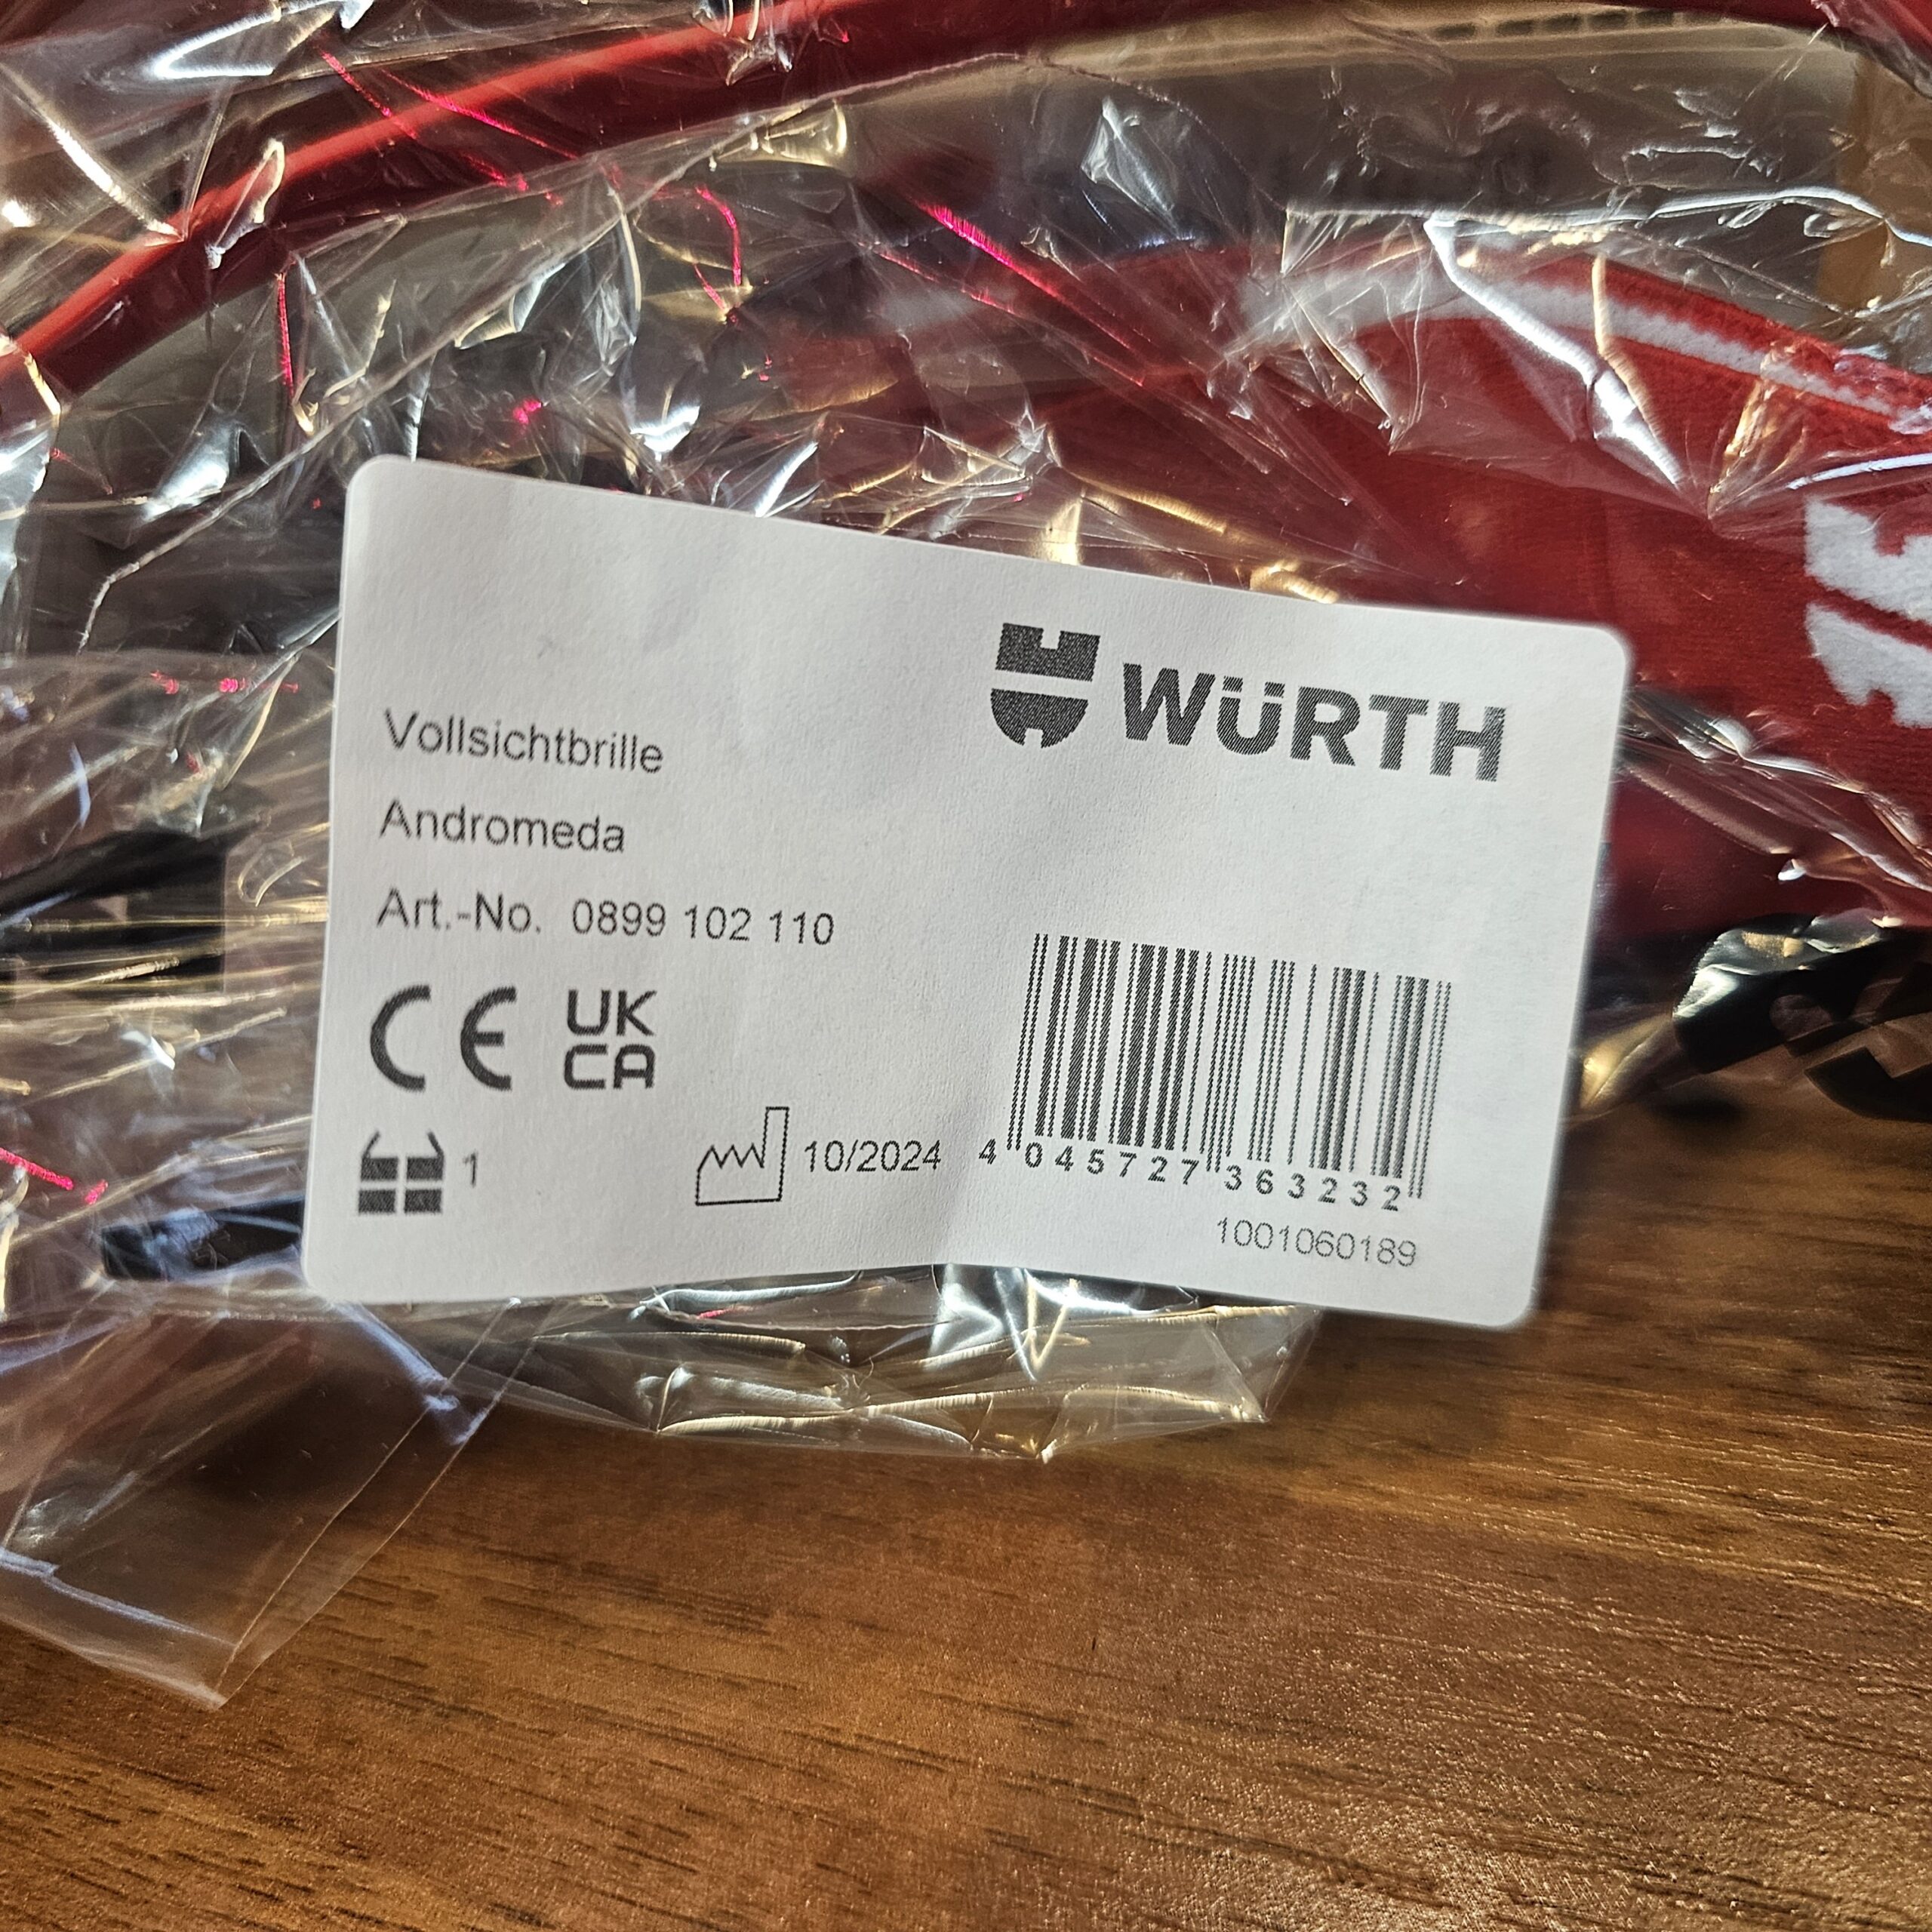 WÜRTH
Vollsichtbrille
Andromeda
Art.-No. 0899 102 110
CE UK
CA
1
10/2024
4 045727 363232
1001060189